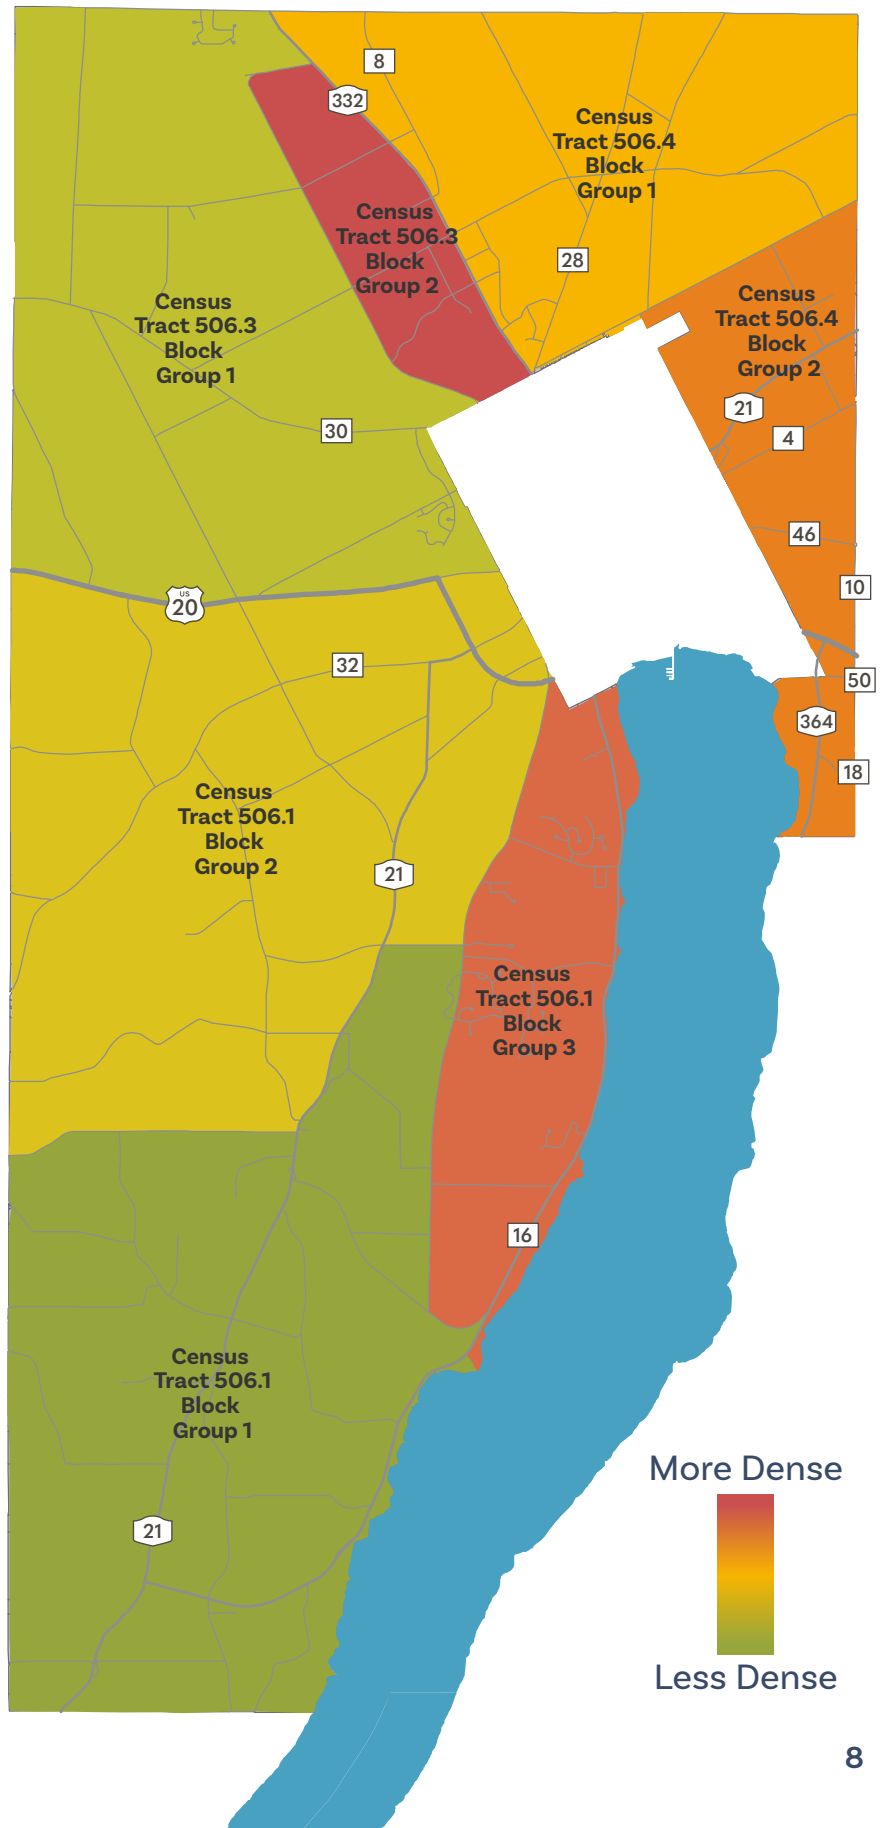 8
332
Census
Tract 506.4
Block
Group 1
Census
Tract 506.3
Block
Group 2
28
Census
Tract 506.3
Block
Group 1
Census
Tract 506.4
Block
Group 2
21
30
4
46
10
US
20
32
50
364
18
Census
Tract 506.1
Block
Group 2
21
Census
Tract 506.1
Block
Group 3
16
Census
Tract 506.1
Block
Group 1
21
More Dense
Less Dense
8